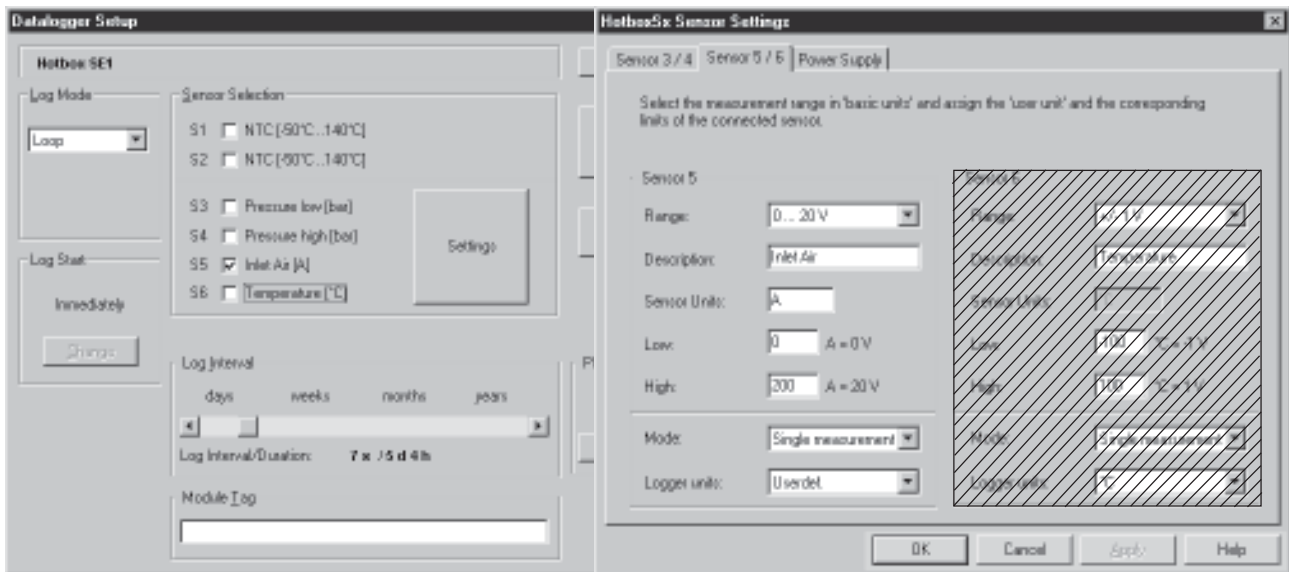 Datalogger Setup
Hotbox SE1
Log Mode
Loop
Log Start
Immediately
Change
Sensor Selection
S1 NTC [-50°C..140°C]
S2 NTC [-50°C..140°C]
S3 Pressure low [bar]
S4 Pressure high [bar]
S5 Inlet Air [A]
S6 Temperature [°C]
Settings
Log Interval
days weeks months years
Log Interval/Duration: 7 s / 5 d 4 h
Module Tag
HotboxSx Sensor Settings
Sensor 3 / 4 Sensor 5 / 6 Power Supply
Select the measurement range in 'basic units' and assign the 'user unit' and the corresponding
limits of the connected sensor.
Sensor 5
Range: 0... 20 V
Description: Inlet Air
Sensor Units: A
Low: 0 A = 0 V
High: 200 A = 20 V
Mode: Single measurement
Logger units: Userdef.
Sensor 6
Range: +/- 1 V
Description: Temperature
Sensor Units: °C
Low: 100 °C = -1 V
High: 100 °C = 1 V
Mode: Single measurement
Logger units: °C
OK Cancel Apply Help